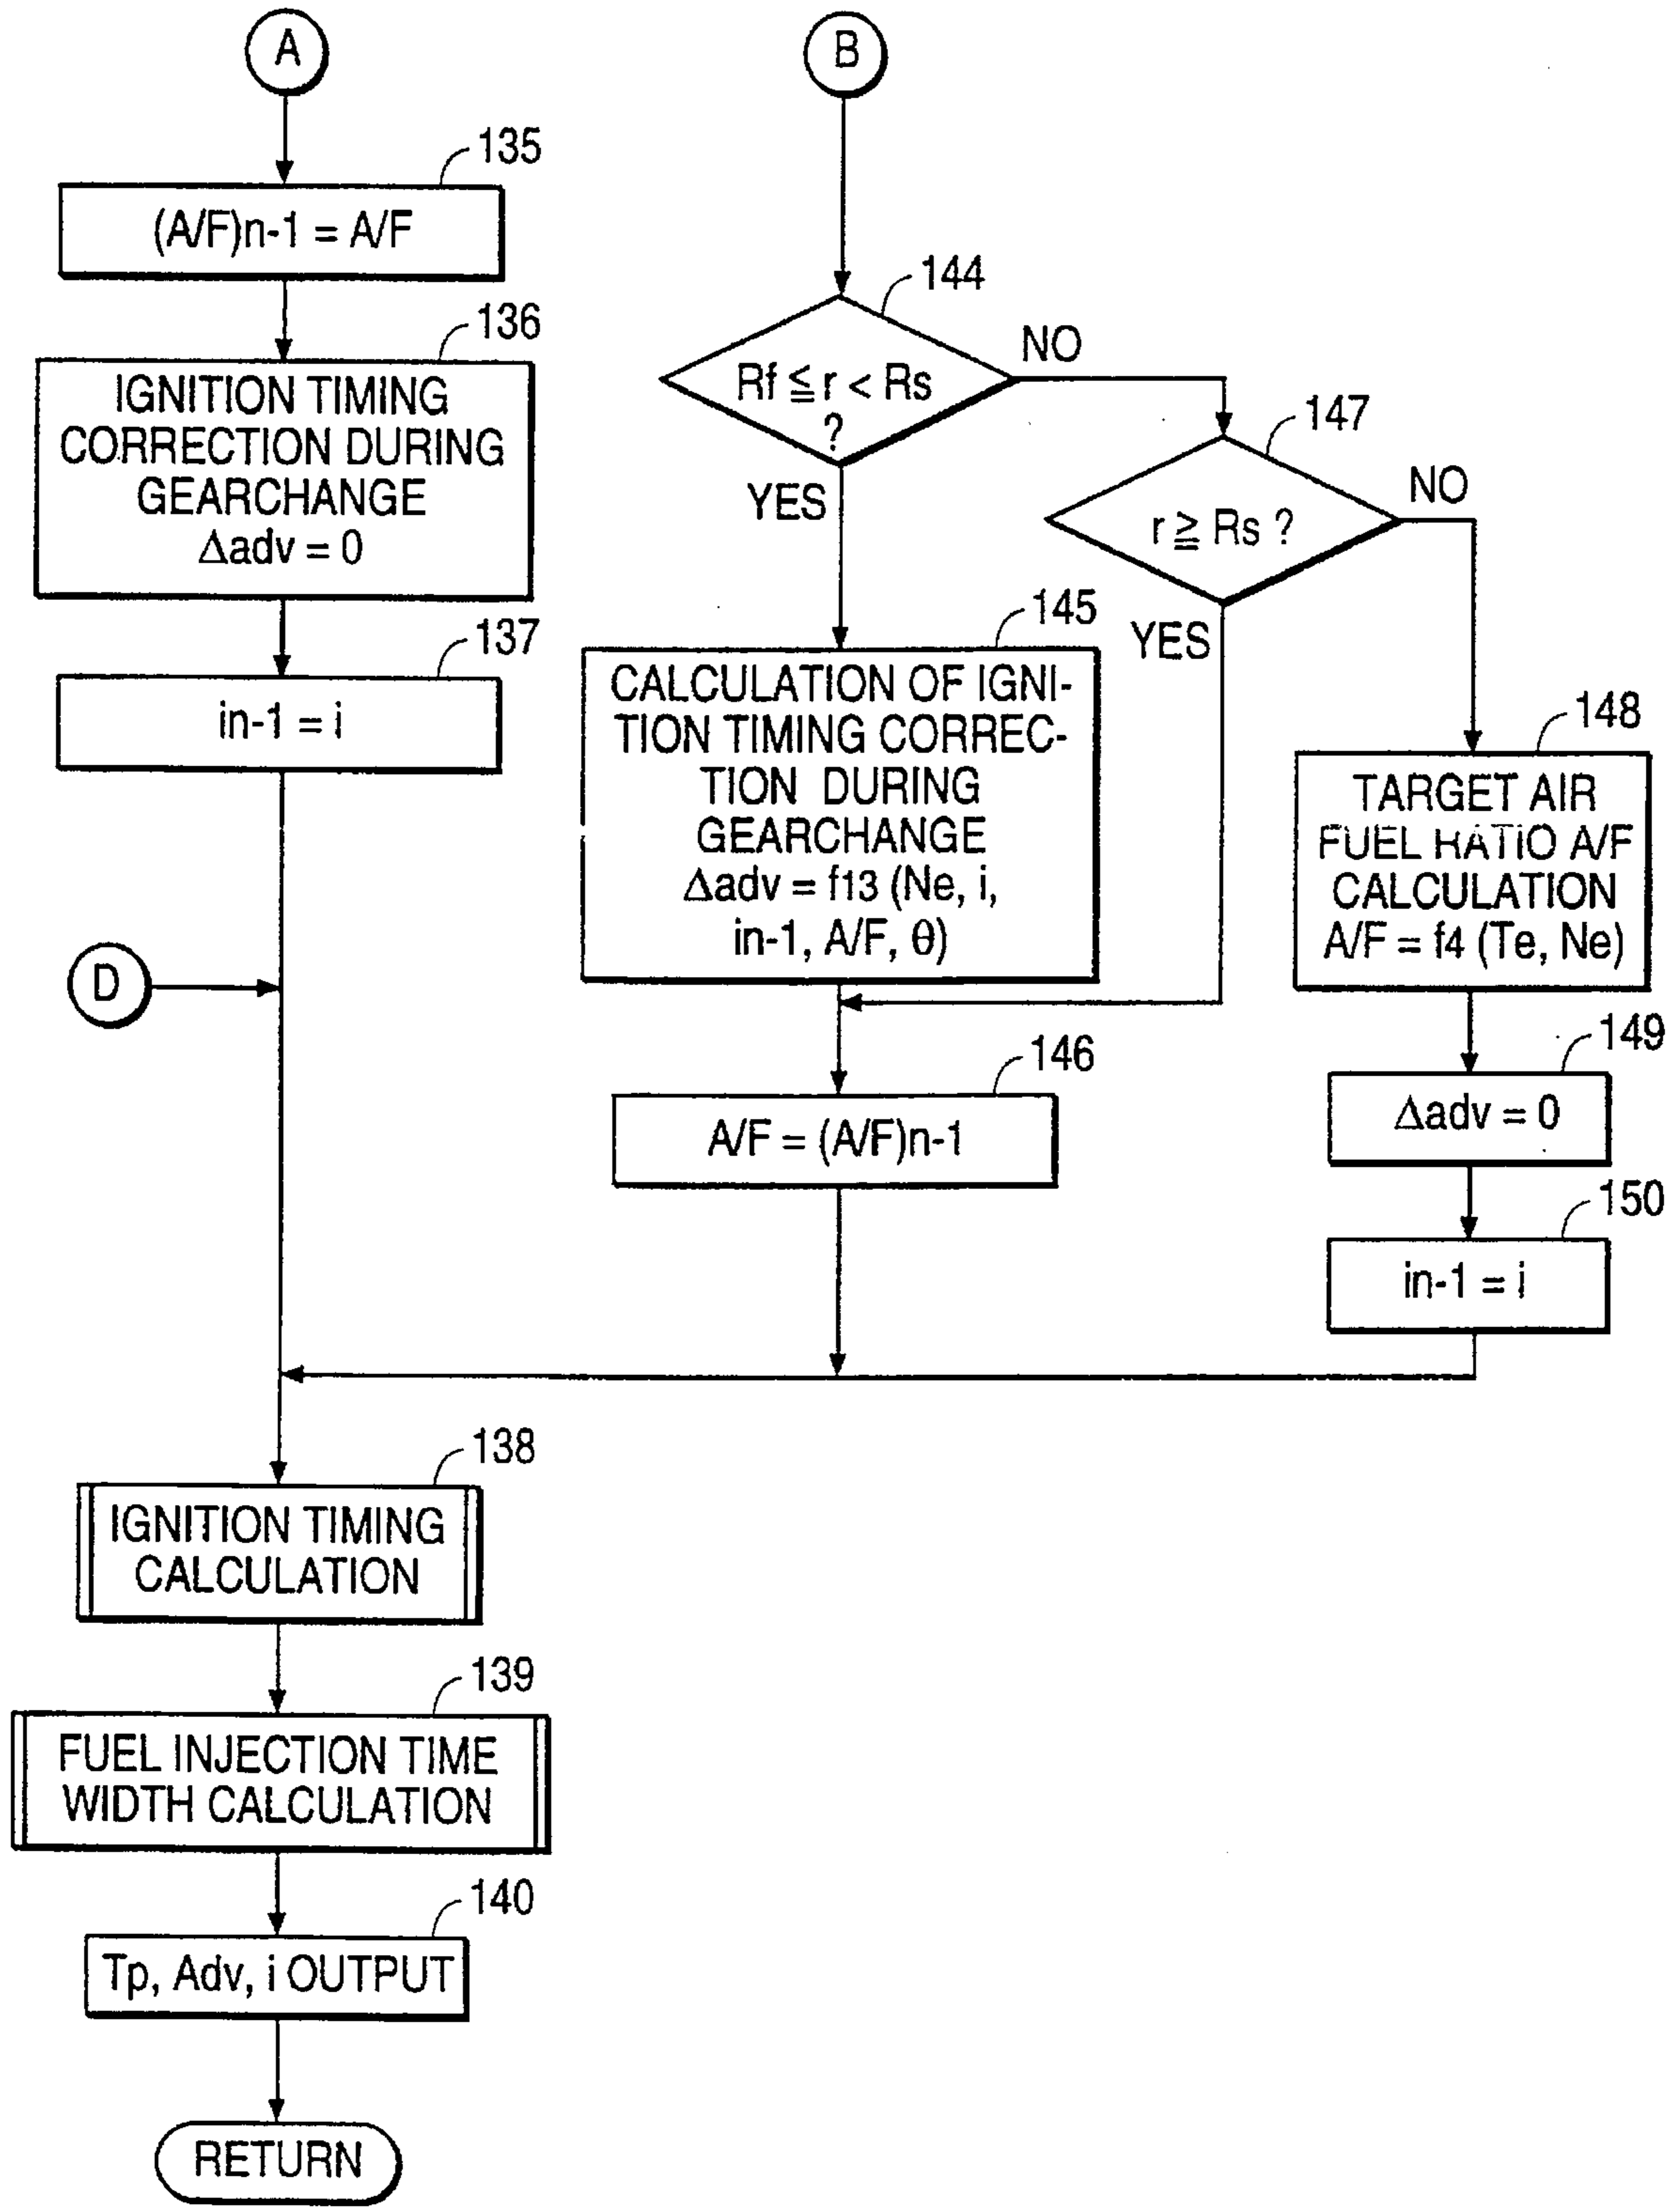 A
135
(A/F)n-1 = A/F
136
IGNITION TIMING
CORRECTION DURING
GEARCHANGE
Δadv = 0
137
in-1 = i
D
B
144
Rf ≦ r < Rs
?
NO
YES
147
r ≧ Rs ?
NO
YES
145
CALCULATION OF IGNI-
TION TIMING CORREC-
TION DURING
GEARCHANGE
Δadv = f13 (Ne, i,
in-1, A/F, θ)
146
A/F = (A/F)n-1
148
TARGET AIR
FUEL RATIO A/F
CALCULATION
A/F = f4 (Te, Ne)
149
Δadv = 0
150
in-1 = i
138
IGNITION TIMING
CALCULATION
139
FUEL INJECTION TIME
WIDTH CALCULATION
140
Tp, Adv, i OUTPUT
RETURN